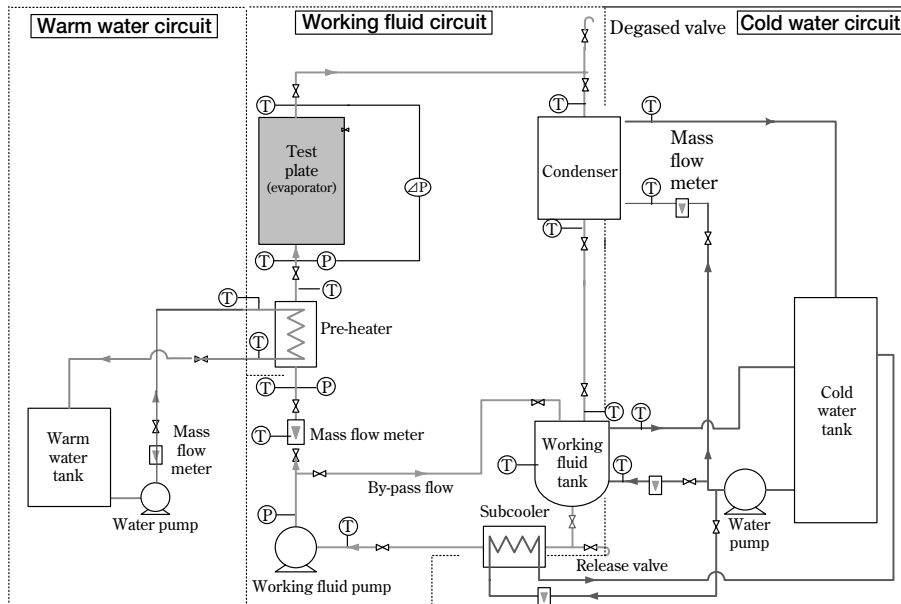 Warm water circuit
Working fluid circuit
Degased valve
Cold water circuit
T
T
T
Test
plate
(evaporator)
Condenser
Mass
flow
meter
⊿P
T
T
T
P
T
T
Pre-heater
T
T
P
T
T
Cold
water
tank
Warm
water
tank
Mass
flow
meter
T
Mass flow meter
Working
fluid
tank
T
T
By-pass flow
Water pump
P
Subcooler
Water
pump
T
Working fluid pump
Release valve